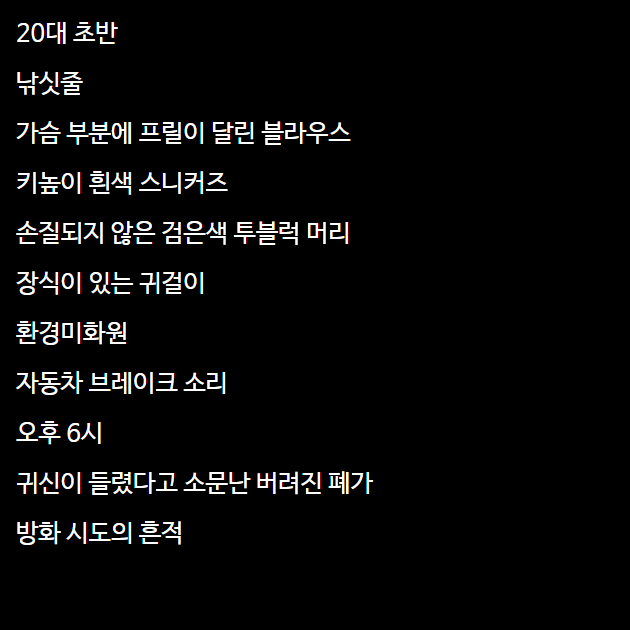 20대 초반
낚싯줄
가슴 부분에 프릴이 달린 블라우스
키높이 흰색 스니커즈
손질되지 않은 검은색 투블럭 머리
장식이 있는 귀걸이
환경미화원
자동차 브레이크 소리
오후 6시
귀신이 들렸다고 소문난 버려진 폐가
방화 시도의 흔적